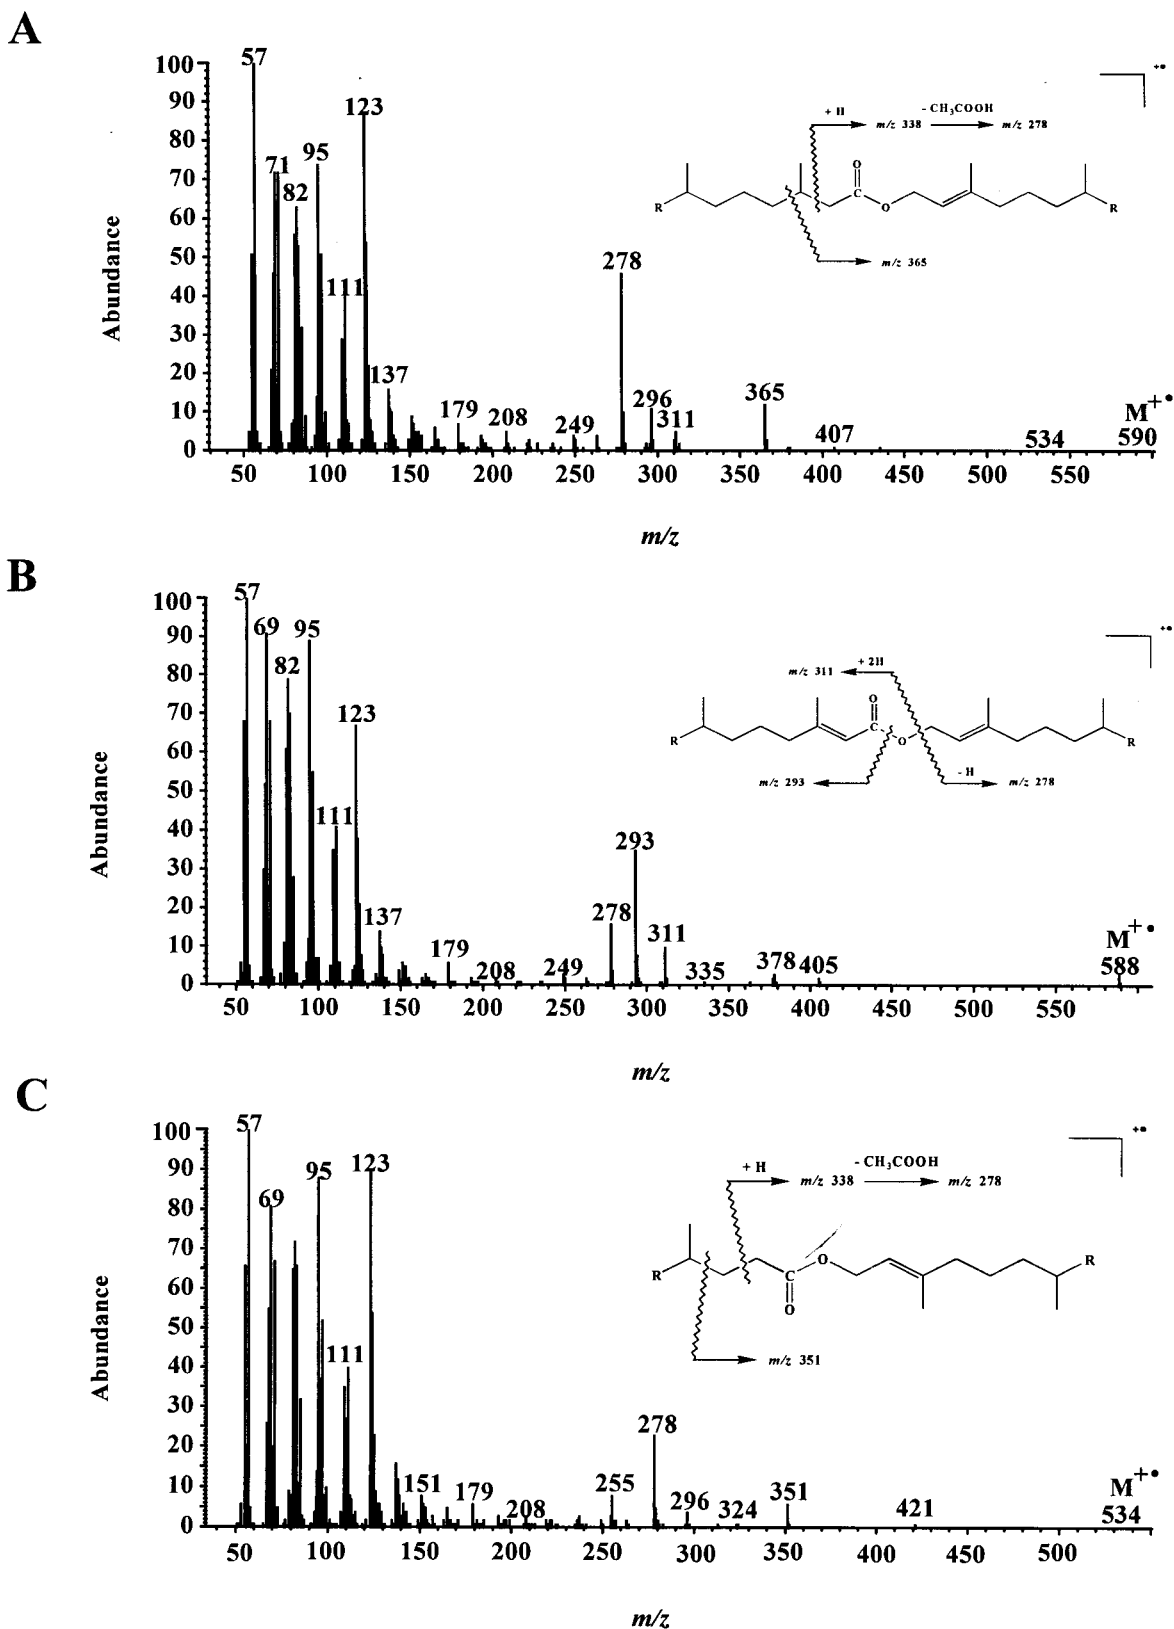 A
57
100
123
90
80
71
95
70
82
60
50
278
40
111
30
20
137
365
296
10
179
208
249
311
407
534
M+•
590
0
50 100 150 200 250 300 350 400 450 500 550
Abundance
m/z
+•
+ H
- CH3COOH
m/z 338
m/z 278
O
C
O
R
R
m/z 365
B
57
100
69
95
90
82
80
123
70
60
50
111
40
293
30
20
137
278
311
10
179
208
249
335
378
405
M+•
588
0
50 100 150 200 250 300 350 400 450 500 550
Abundance
m/z
+•
m/z 311
+ 2H
O
C
O
R
R
m/z 293
- H
m/z 278
C
57
100
95
123
90
69
80
70
60
50
111
40
30
278
20
151
179
208
255
296
324
351
421
M+•
534
10
0
50 100 150 200 250 300 350 400 450 500
Abundance
m/z
+•
+ H
- CH3COOH
m/z 338
m/z 278
R
C
O
O
R
m/z 351